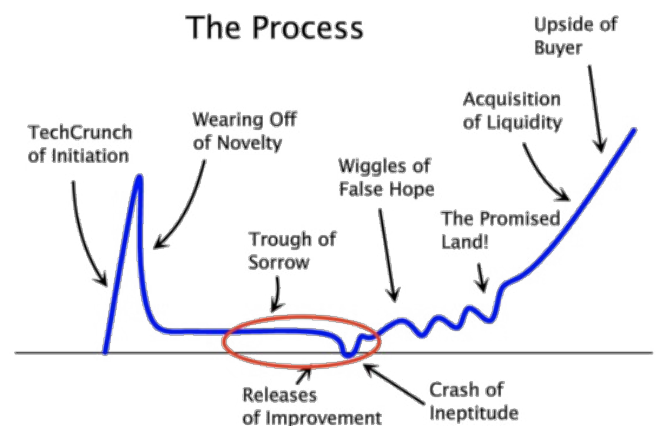 The Process
Upside of
Buyer
Acquisition
of Liquidity
Wearing Off
of Novelty
TechCrunch
of Initiation
Wiggles of
False Hope
The Promised
Land!
Trough of
Sorrow
Releases
of Improvement
Crash of
Ineptitude